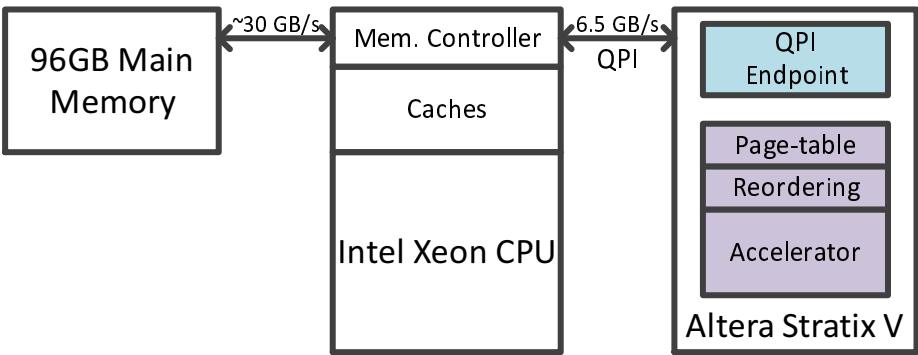 96GB Main
Memory
~30 GB/s
Mem. Controller
Caches
Intel Xeon CPU
6.5 GB/s
QPI
QPI
Endpoint
Page-table
Reordering
Accelerator
Altera Stratix V